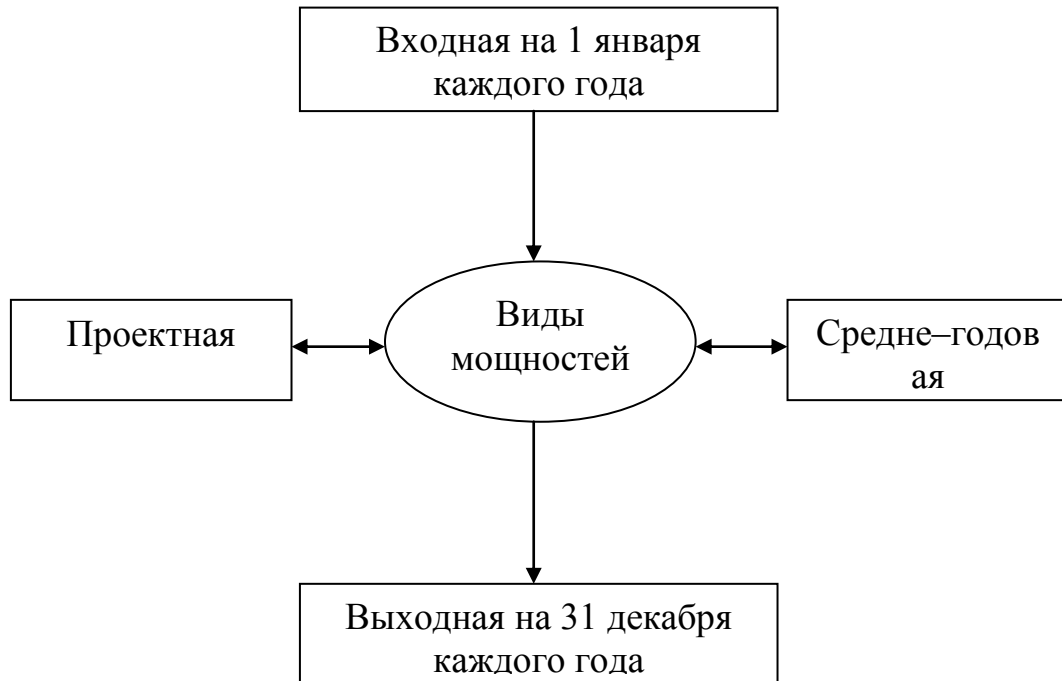 Входная на 1 января
каждого года
Проектная
Виды
мощностей
Средне–годов
ая
Выходная на 31 декабря
каждого года